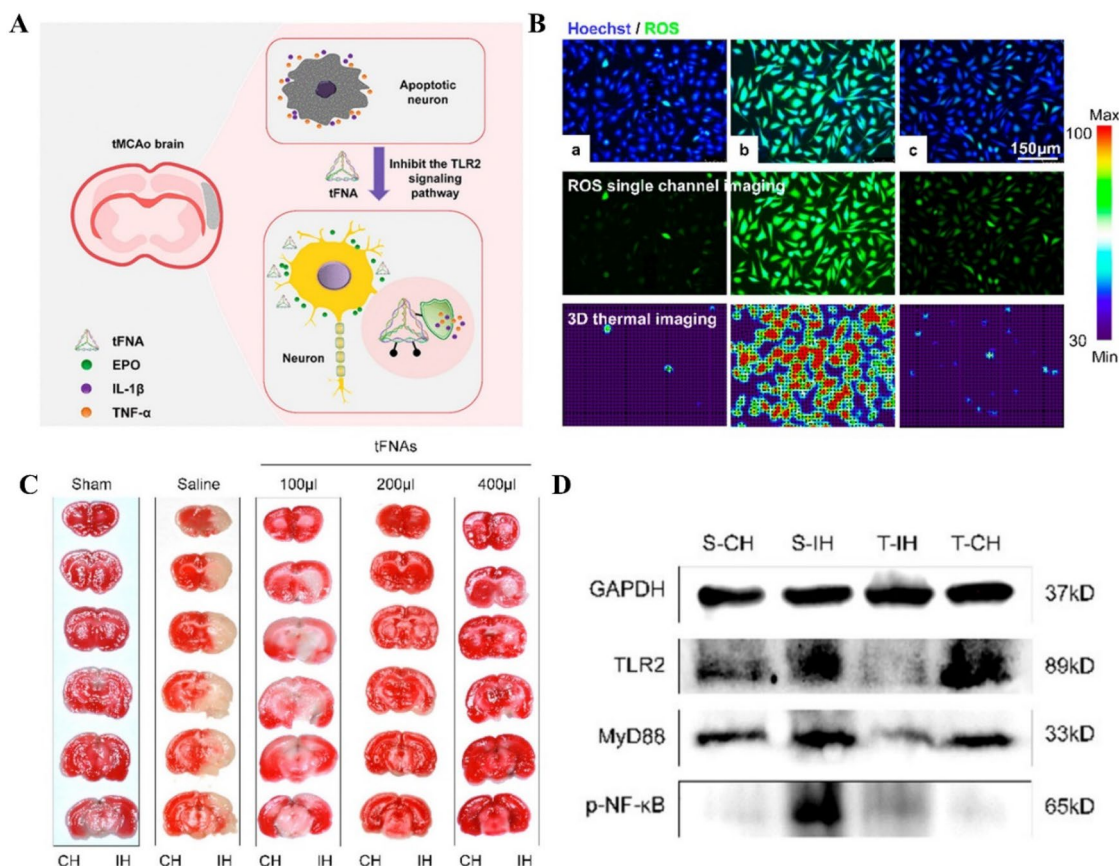 A
tMCAo brain
Apoptotic
neuron
tFNA
Inhibit the TLR2
signaling
pathway
Neuron
tFNA
EPO
IL-1β
TNF-α
B
Hoechst / ROS
a
b
c
150μm
ROS single channel imaging
3D thermal imaging
Max
100
30
Min
C
tFNAs
Sham
Saline
100μl
200μl
400μl
CH IH CH IH CH IH CH IH CH IH
D
S-CH S-IH T-IH T-CH
GAPDH 37kD
TLR2 89kD
MyD88 33kD
p-NF-κB 65kD